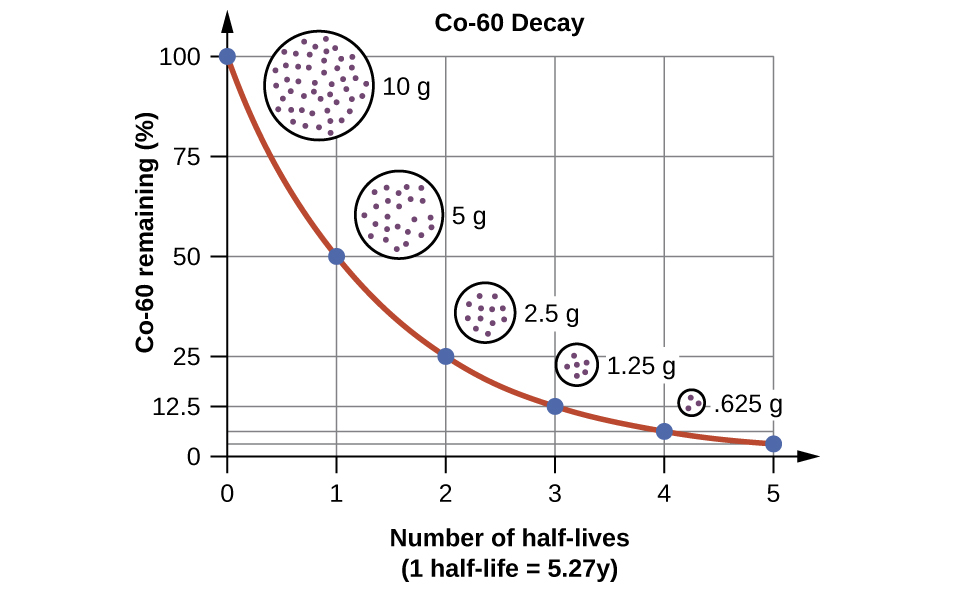 Co-60 Decay
Co-60 remaining (%)
100
75
50
25
12.5
0
10 g
5 g
2.5 g
1.25 g
.625 g
0 1 2 3 4 5
Number of half-lives
(1 half-life = 5.27y)